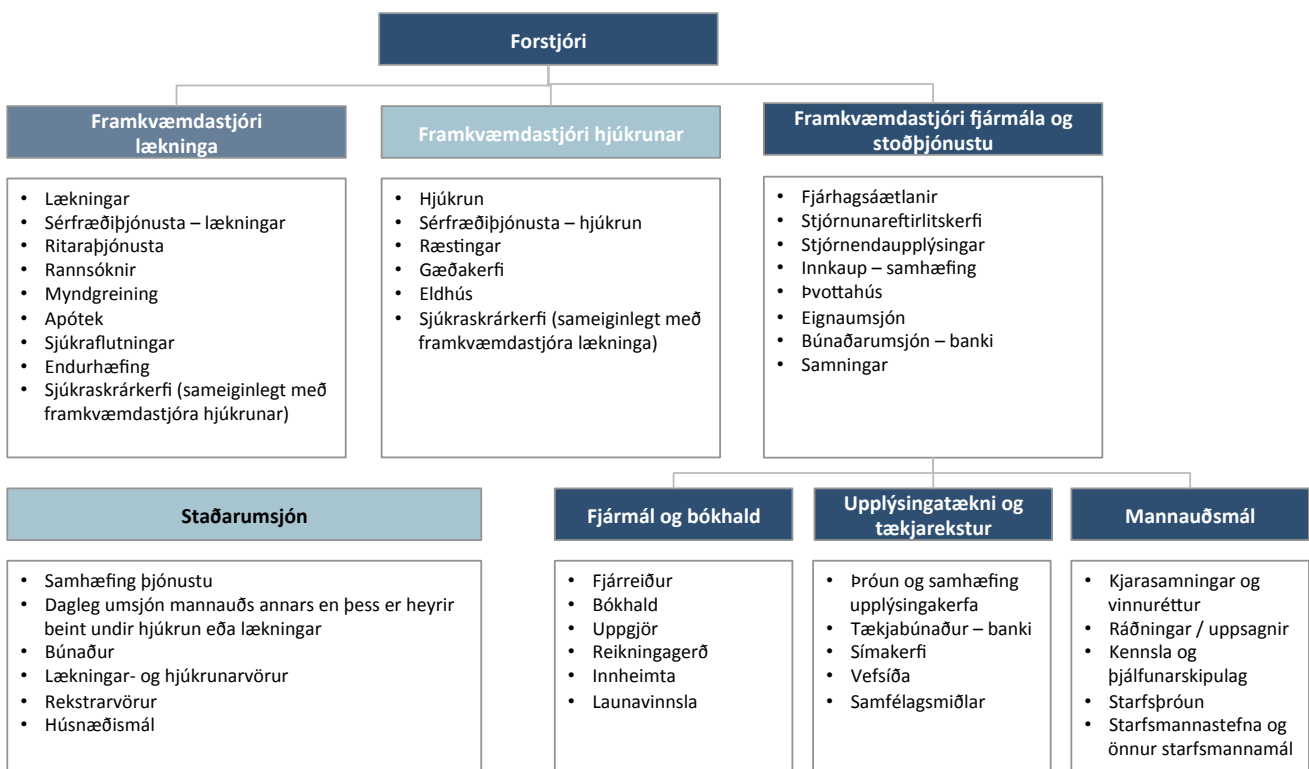 Forstjóri
Framkvæmdastjóri
lækninga
• Lækningar
• Sérfræðiþjónusta – lækningar
• Ritaraþjónusta
• Rannsóknir
• Myndgreining
• Apótek
• Sjúkraflutningar
• Endurhæfing
• Sjúkraskrárkerfi (sameiginlegt með
framkvæmdastjóra hjúkrunar)
Framkvæmdastjóri hjúkrunar
• Hjúkrun
• Sérfræðiþjónusta – hjúkrun
• Ræstingar
• Gæðakerfi
• Eldhús
• Sjúkraskrárkerfi (sameiginlegt með
framkvæmdastjóra lækninga)
Framkvæmdastjóri fjármála og
stoðþjónustu
• Fjárhagsáætlanir
• Stjórnunareftirlitskerfi
• Stjórnendaupplýsingar
• Innkaup – samhæfing
• Þvottahús
• Eignaumsjón
• Búnaðarumsjón – banki
• Samningar
Staðarumsjón
• Samhæfing þjónustu
• Dagleg umsjón mannauðs annars en þess er heyrir
beint undir hjúkrun eða lækningar
• Búnaður
• Lækningar- og hjúkrunarvörur
• Rekstrarvörur
• Húsnæðismál
Fjármál og bókhald
• Fjárreiður
• Bókhald
• Uppgjör
• Reikningagerð
• Innheimta
• Launavinnsla
Upplýsingatækni og
tækjarekstur
• Þróun og samhæfing
upplýsingakerfa
• Tækjabúnaður – banki
• Símakerfi
• Vefsíða
• Samfélagsmiðlar
Mannauðsmál
• Kjarasamningar og
vinnuréttur
• Ráðningar / uppsagnir
• Kennsla og
þjálfunarskipulag
• Starfsþróun
• Starfsmannastefna og
önnur starfsmannamál